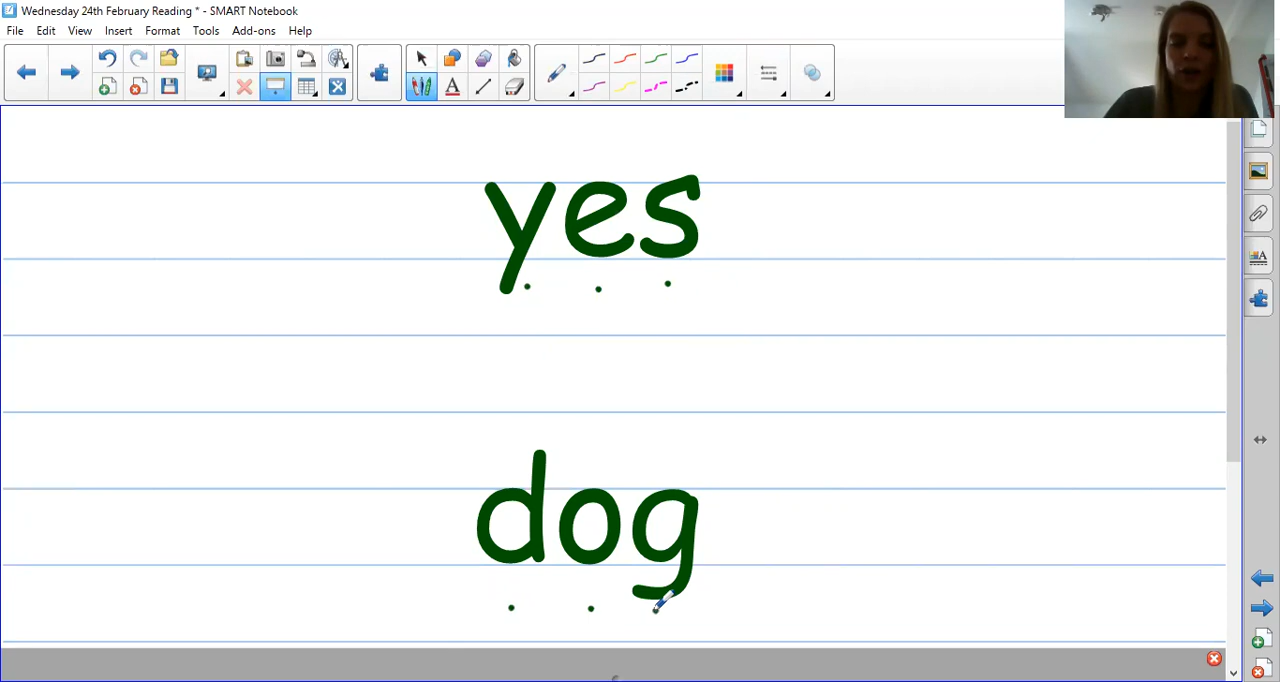 Wednesday 24th February Reading * - SMART Notebook
File Edit View Insert Format Tools Add-ons Help
yes
dog